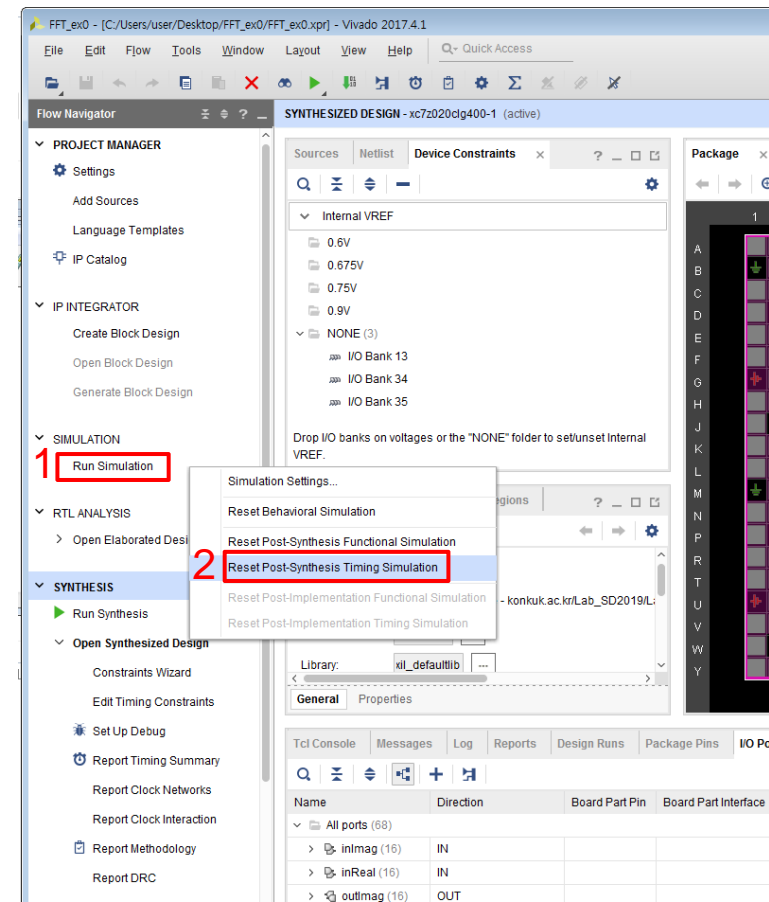 FFT_ex0 - [C:/Users/user/Desktop/FFT_ex0/FFT_ex0.xpr] - Vivado 2017.4.1
File Edit Flow Tools Window Layout View Help Quick Access
Flow Navigator
SYNTHESIZED DESIGN - xc7z020clg400-1 (active)
PROJECT MANAGER
Settings
Add Sources
Language Templates
IP Catalog
IP INTEGRATOR
Create Block Design
Open Block Design
Generate Block Design
SIMULATION
1
Run Simulation
RTL ANALYSIS
Open Elaborated Desi
SYNTHESIS
Run Synthesis
Open Synthesized Design
Constraints Wizard
Edit Timing Constraints
Set Up Debug
Report Timing Summary
Report Clock Networks
Report Clock Interaction
Report Methodology
Report DRC
Simulation Settings...
Reset Behavioral Simulation
Reset Post-Synthesis Functional Simulation
2
Reset Post-Synthesis Timing Simulation
Reset Post-Implementation Functional Simulation
Reset Post-Implementation Timing Simulation
Sources Netlist Device Constraints
Internal VREF
0.6V
0.675V
0.75V
0.9V
NONE (3)
I/O Bank 13
I/O Bank 34
I/O Bank 35
Drop I/O banks on voltages or the "NONE" folder to set/unset Internal
VREF.
egions
- konkuk.ac.kr/Lab_SD2019/L
Library: xil_defaultlib
General Properties
Package
1
A
B
C
D
E
F
G
H
J
K
L
M
N
P
R
T
U
V
W
Y
Tcl Console Messages Log Reports Design Runs Package Pins I/O Po
Name Direction Board Part Pin Board Part Interface
All ports (68)
inImag (16) IN
inReal (16) IN
outImag (16) OUT